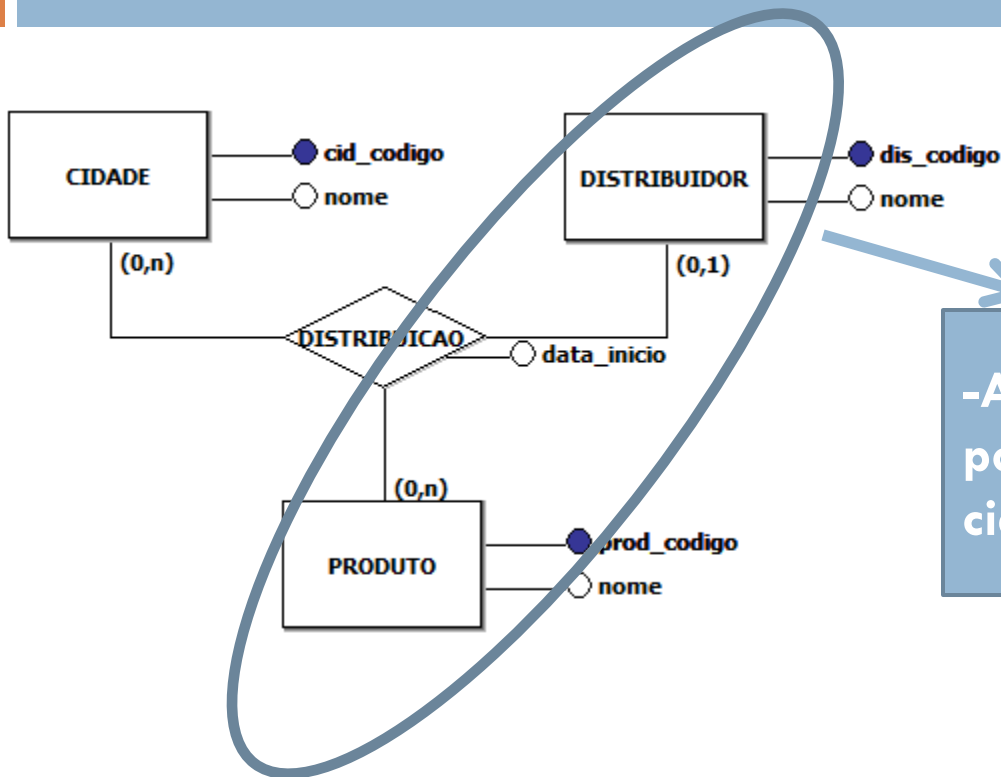 CIDADE
cid_codigo
nome
DISTRIBUIDOR
dis_codigo
nome
(0,n)
(0,1)
DISTRIBUICAO
data_inicio
(0,n)
PRODUTO
prod_codigo
nome